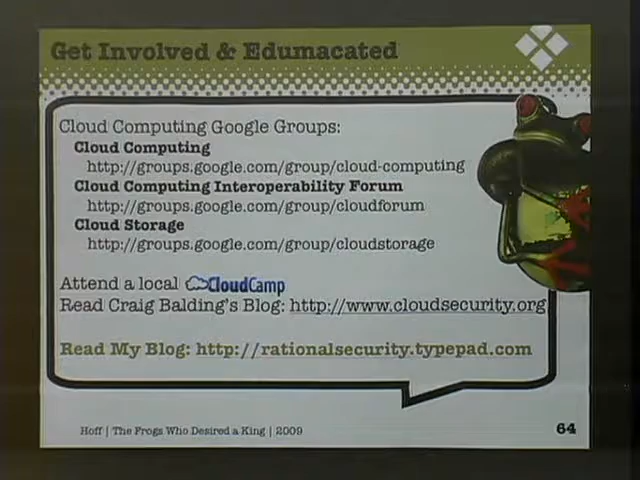 Get Involved & Edumacated
Cloud Computing Google Groups:
Cloud Computing
http://groups.google.com/group/cloud-computing
Cloud Computing Interoperability Forum
http://groups.google.com/group/cloudforum
Cloud Storage
http://groups.google.com/group/cloudstorage
Attend a local CloudCamp
Read Craig Balding's Blog: http://www.cloudsecurity.org
Read My Blog: http://rationalsecurity.typepad.com
Hoff | The Frogs Who Desired a King | 2009
64